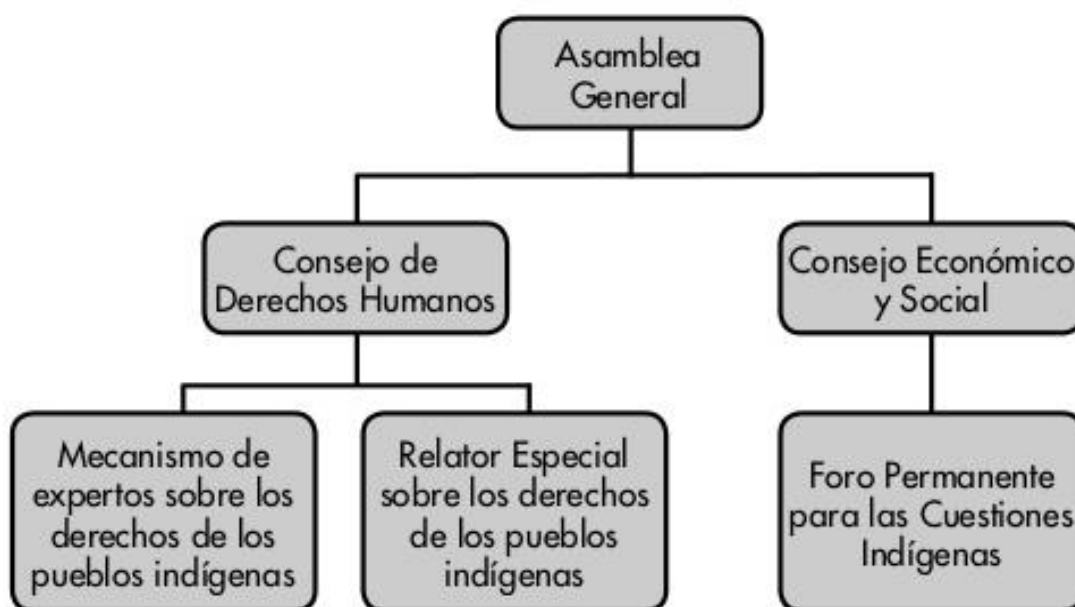 Asamblea
General
Consejo de
Derechos Humanos
Consejo Económico
y Social
Mecanismo de
expertos sobre los
derechos de los
pueblos indígenas
Relator Especial
sobre los derechos
de los pueblos
indígenas
Foro Permanente
para las Cuestiones
Indígenas